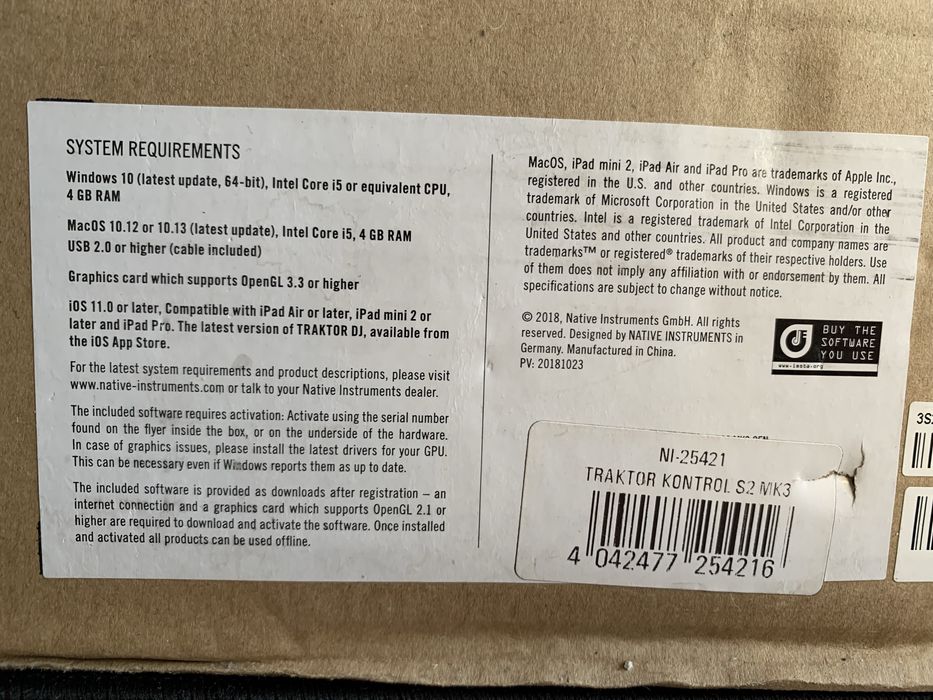 SYSTEM REQUIREMENTS
Windows 10 (latest update, 64-bit), Intel Core i5 or equivalent CPU,
4 GB RAM
MacOS 10.12 or 10.13 (latest update), Intel Core i5, 4 GB RAM
USB 2.0 or higher (cable included)
Graphics card which supports OpenGL 3.3 or higher
iOS 11.0 or later, Compatible with iPad Air or later, iPad mini 2 or
later and iPad Pro. The latest version of TRAKTOR DJ, available from
the iOS App Store.
For the latest system requirements and product descriptions, please visit
www.native-instruments.com or talk to your Native Instruments dealer.
The included software requires activation: Activate using the serial number
found on the flyer inside the box, or on the underside of the hardware.
In case of graphics issues, please install the latest drivers for your GPU.
This can be necessary even if Windows reports them as up to date.
The included software is provided as downloads after registration – an
internet connection and a graphics card which supports OpenGL 2.1 or
higher are required to download and activate the software. Once installed
and activated all products can be used offline.
MacOS, iPad mini 2, iPad Air and iPad Pro are trademarks of Apple Inc.,
registered in the U.S. and other countries. Windows is a registered
trademark of Microsoft Corporation in the United States and/or other
countries. Intel is a registered trademark of Intel Corporation in the
United States and other countries. All product and company names are
trademarks™ or registered® trademarks of their respective holders. Use
of them does not imply any affiliation with or endorsement by them. All
specifications are subject to change without notice.
© 2018, Native Instruments GmbH. All rights
reserved. Designed by NATIVE INSTRUMENTS in
Germany. Manufactured in China.
PV: 20181023
BUY THE
SOFTWARE
YOU USE
www.imsta.org
NI-25421
TRAKTOR KONTROL S2 MK3
4 042477 254216